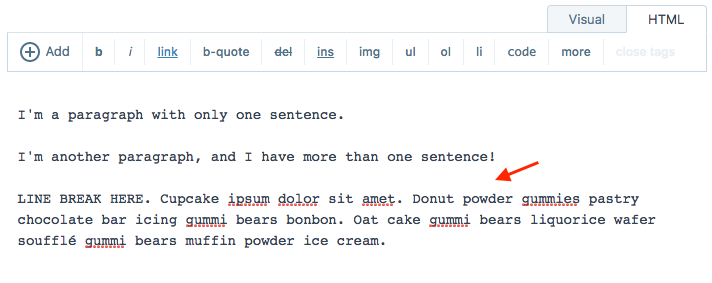 Visual HTML
Add b i link b-quote del ins img ul ol li code more close tags
I'm a paragraph with only one sentence.
I'm another paragraph, and I have more than one sentence!
LINE BREAK HERE. Cupcake ipsum dolor sit amet. Donut powder gummies pastry
chocolate bar icing gummi bears bonbon. Oat cake gummi bears liquorice wafer
soufflé gummi bears muffin powder ice cream.